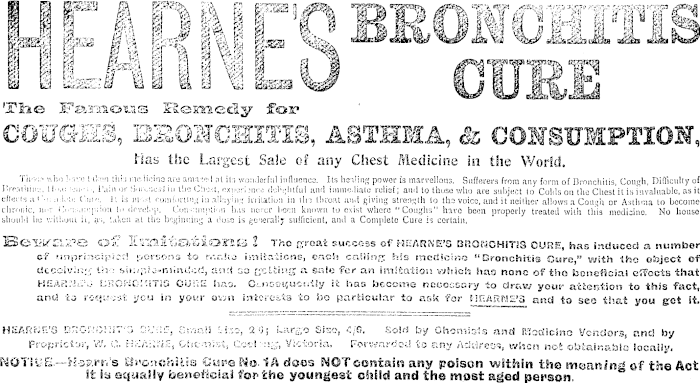 HEARNE'S BRONCHITIS
CURE
The Famous Remedy for
COUGHS, BRONCHITIS, ASTHMA, & CONSUMPTION,
Has the Largest Sale of any Chest Medicine in the World.
Those who have taken this medicine are amazed at its wonderful influence. Its healing power is marvellous. Sufferers from any form of Bronchitis, Cough, Difficulty of
Breathing, Hoarseness, Pain or Soreness in the Chest, experience delightful and immediate relief; and to those who are subject to Colds on the Chest it is invaluable, as it
effects a Complete Cure. It is most comforting in allaying irritation in the throat and giving strength to the voice, and it neither allows a Cough or Asthma to become
chronic, nor Consumption to develop. Consumption has never been known to exist where "Coughs" have been properly treated with this medicine. No house
should be without it, as, taken at the beginning a dose is generally sufficient, and a Complete Cure is certain.
Beware of Imitations! The great success of HEARNE'S BRONCHITIS CURE, has induced a number
of unprincipled persons to make imitations, each calling his medicine "Bronchitis Cure," with the object of
deceiving the simple-minded, and so getting a sale for an imitation which has none of the beneficial effects that
HEARNE'S BRONCHITIS CURE has. Consequently it has become necessary to draw your attention to this fact,
and to request you in your own interests to be particular to ask for HEARNE'S and to see that you get it.
HEARNE'S BRONCHITIS CURE, Small Size, 2/6; Large Size, 4/6. Sold by Chemists and Medicine Vendors, and by
Proprietor, W. G. HEARNE, Chemist, Geelong, Victoria. Forwarded to any Address, when not obtainable locally.
NOTICE.—Hearn's Bronchitis Cure No. 1A does NOT contain any poison within the meaning of the Act
It is equally beneficial for the youngest child and the most aged person.